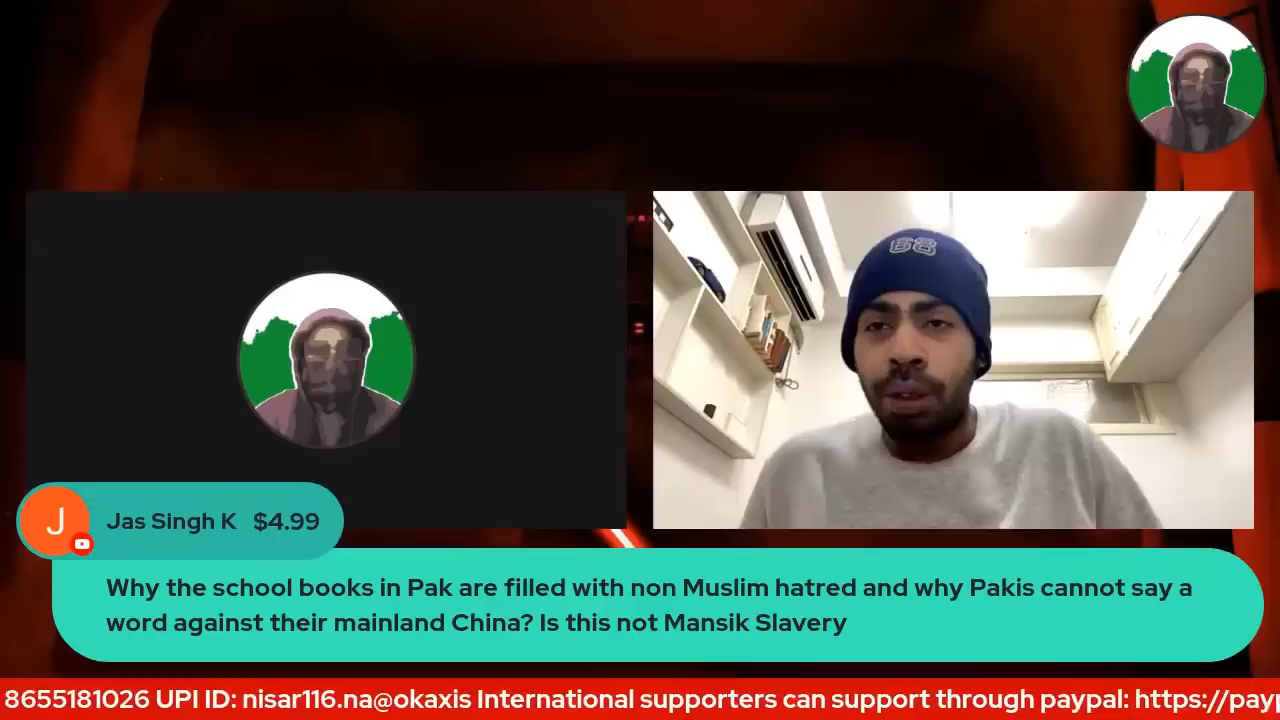 68
J
Jas Singh K $4.99
Why the school books in Pak are filled with non Muslim hatred and why Pakis cannot say a
word against their mainland China? Is this not Mansik Slavery
8655181026 UPI ID: nisar116.na@okaxis International supporters can support through paypal: https://payp